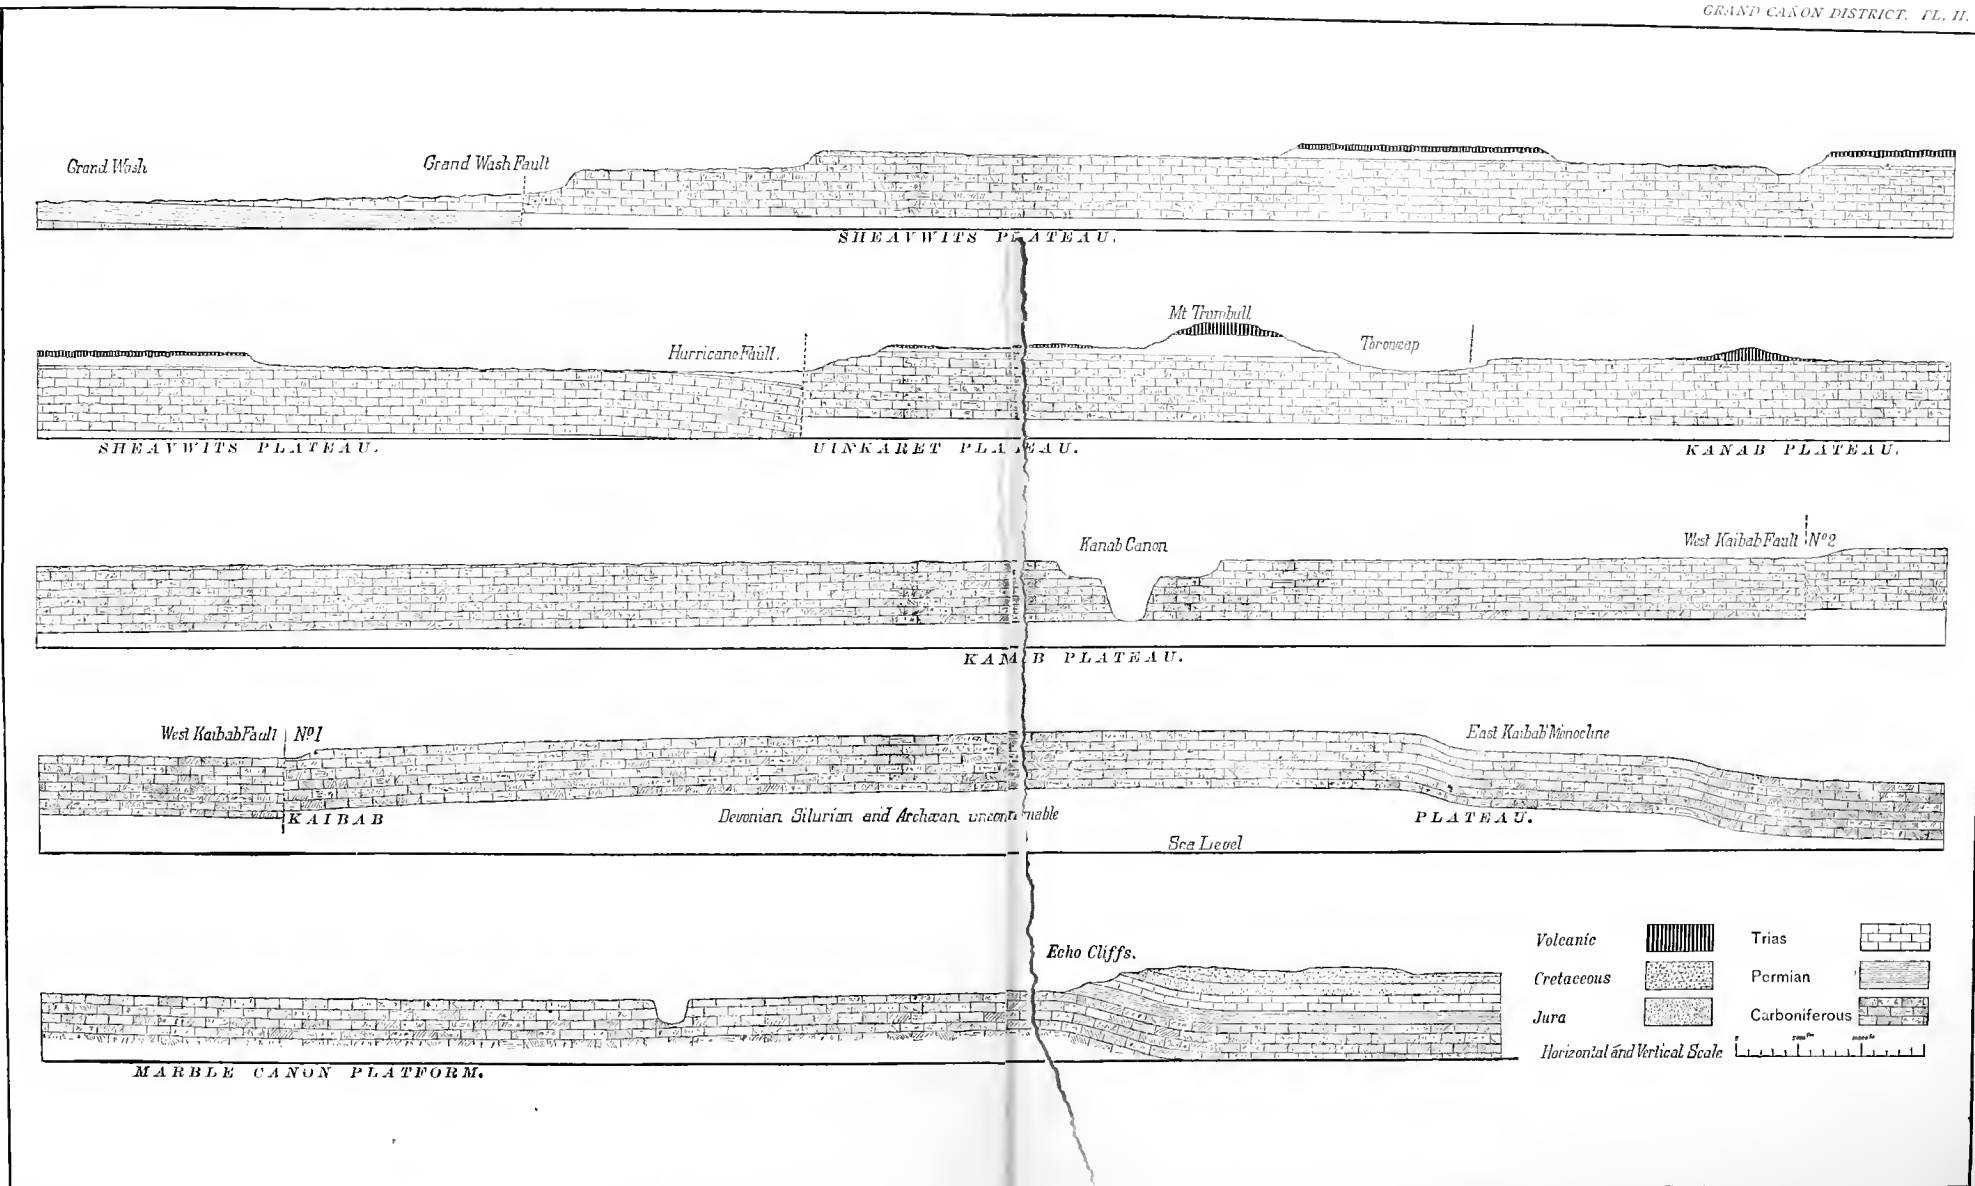 GRAND CAÑON DISTRICT. PL. II.
Grand Wash
Grand Wash Fault
SHEAVWITS PLATEAU.
Mt Trumbull
Hurricane Fault.
Toroweap
SHEAVWITS PLATEAU.
UINKARET PLATEAU.
KANAB PLATEAU.
Kanab Canon
West Kaibab Fault Nº2
KANAB PLATEAU.
West Kaibab Fault Nº1
East Kaibab Monocline
KAIBAB
Devonian Silurian and Archæan unconformable
PLATEAU.
Sea Level
Echo Cliffs.
Volcanic
Trias
Cretaceous
Permian
Jura
Carboniferous
Horizontal and Vertical Scale
MARBLE CANON PLATFORM.